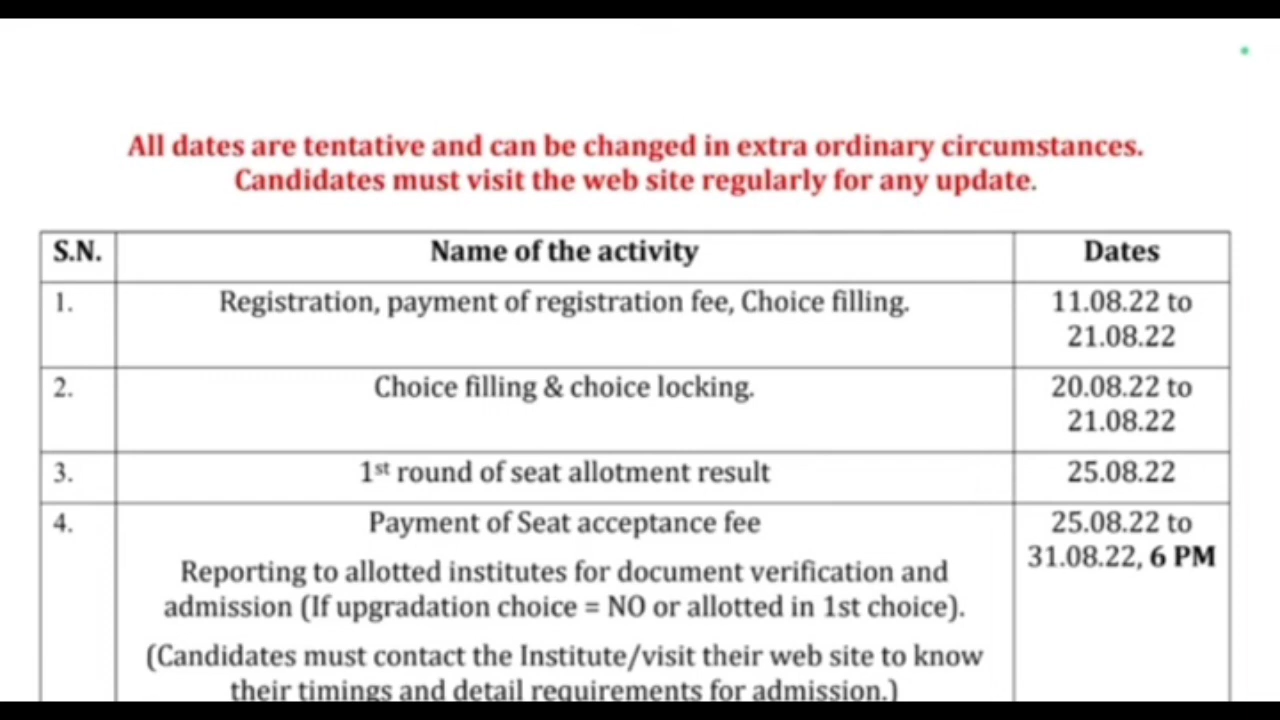 All dates are tentative and can be changed in extra ordinary circumstances.
Candidates must visit the web site regularly for any update.
S.N. Name of the activity Dates
1. Registration, payment of registration fee, Choice filling. 11.08.22 to
21.08.22
2. Choice filling & choice locking. 20.08.22 to
21.08.22
3. 1st round of seat allotment result 25.08.22
4. Payment of Seat acceptance fee 25.08.22 to
31.08.22, 6 PM
Reporting to allotted institutes for document verification and
admission (If upgradation choice = NO or allotted in 1st choice).
(Candidates must contact the Institute/visit their web site to know
their timings and detail requirements for admission.)